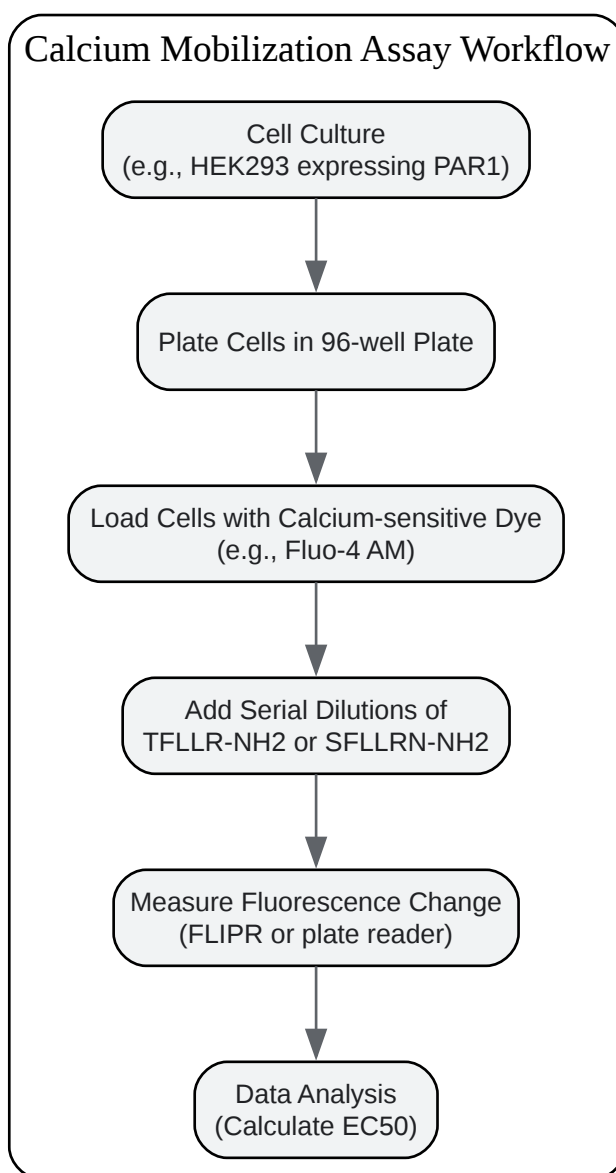 Calcium Mobilization Assay Workflow
Cell Culture
(e.g., HEK293 expressing PAR1)
Plate Cells in 96-well Plate
Load Cells with Calcium-sensitive Dye
(e.g., Fluo-4 AM)
Add Serial Dilutions of
TFLLR-NH2 or SFLLRN-NH2
Measure Fluorescence Change
(FLIPR or plate reader)
Data Analysis
(Calculate EC50)